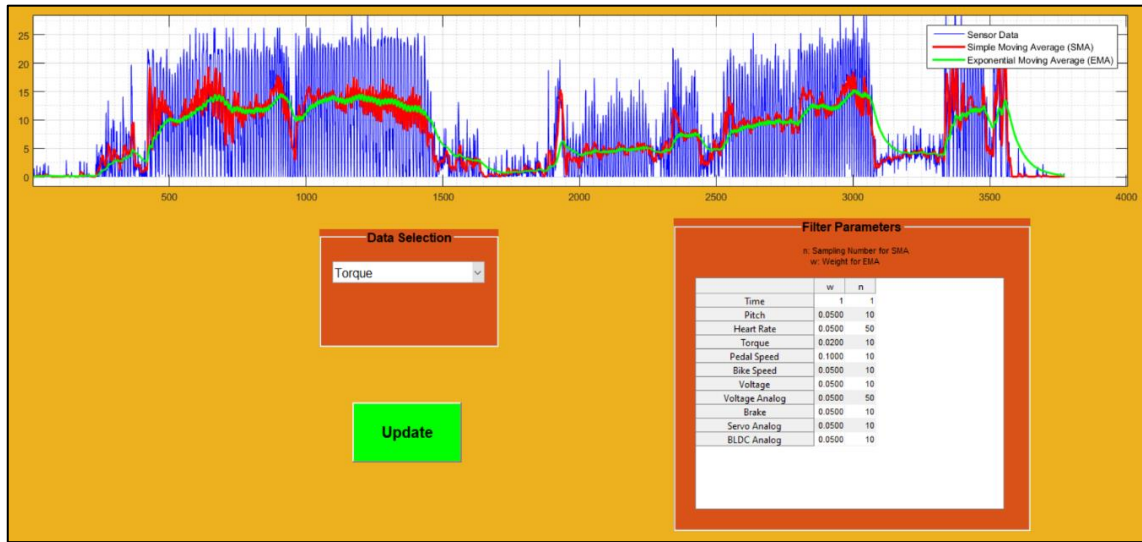 25
20
15
10
5
0
500 1000 1500 2000 2500 3000 3500 4000
Sensor Data
Simple Moving Average (SMA)
Exponential Moving Average (EMA)
Data Selection
Torque
Update
Filter Parameters
n: Sampling Number for SMA
w: Weight for EMA
w n
Time 1 1
Pitch 0.0500 10
Heart Rate 0.0500 50
Torque 0.0200 10
Pedal Speed 0.1000 10
Bike Speed 0.0500 10
Voltage 0.0500 10
Voltage Analog 0.0500 50
Brake 0.0500 10
Servo Analog 0.0500 10
BLDC Analog 0.0500 10